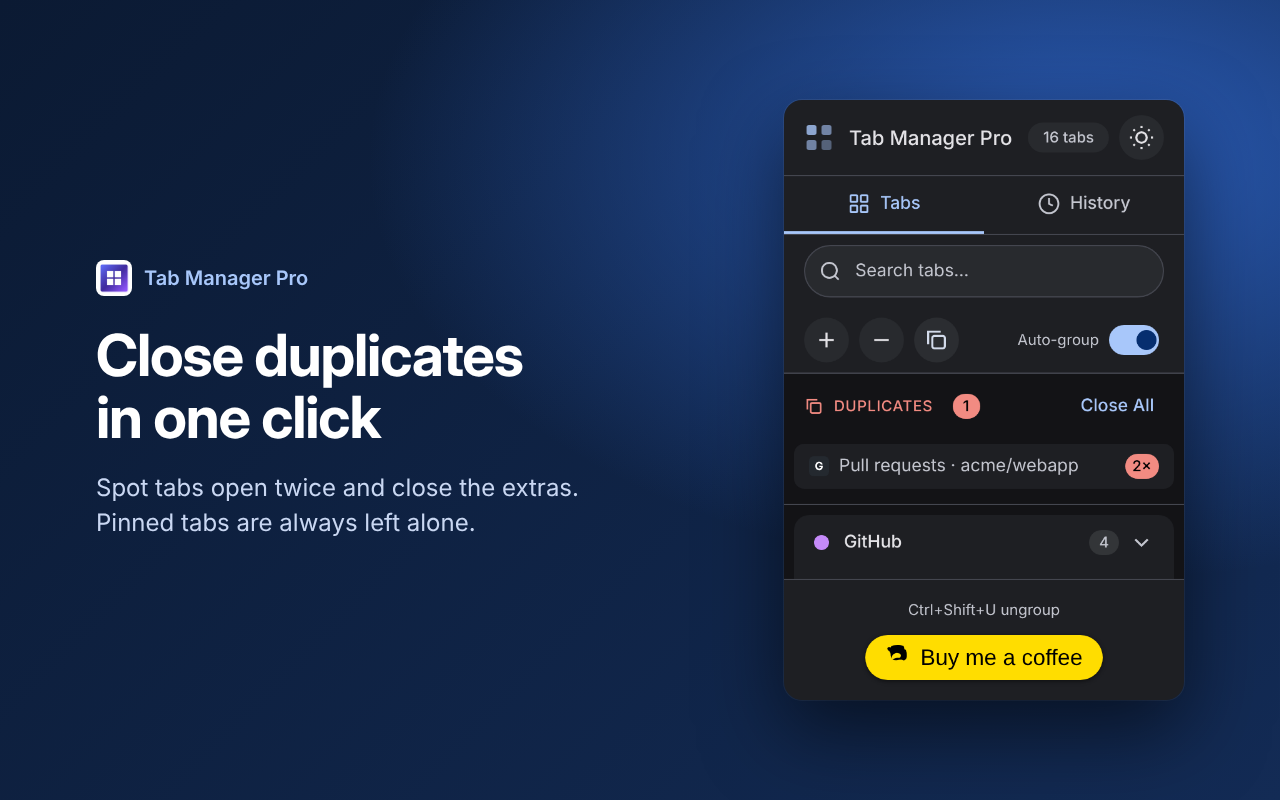 Tab Manager Pro
Close duplicates
in one click
Spot tabs open twice and close the extras.
Pinned tabs are always left alone.
Tab Manager Pro
16 tabs
Tabs
History
Search tabs...
Auto-group
DUPLICATES
1
Close All
G
Pull requests · acme/webapp
2×
GitHub
4
Ctrl+Shift+U ungroup
Buy me a coffee